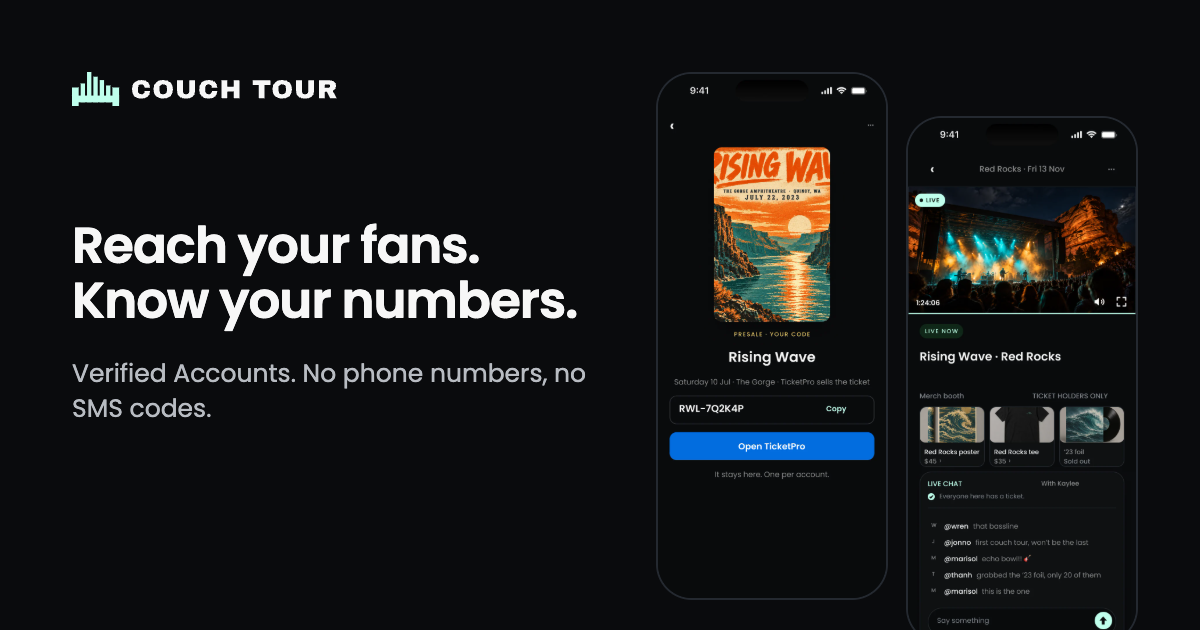 COUCH TOUR
Reach your fans.
Know your numbers.
Verified Accounts. No phone numbers, no
SMS codes.
9:41
RISING WAV
THE GORGE AMPHITHEATRE · QUINCY, WA
JULY 22, 2023
PRESALE · YOUR CODE
Rising Wave
Saturday 10 Jul · The Gorge · TicketPro sells the ticket
RWL-7Q2K4P Copy
Open TicketPro
It stays here. One per account.
9:41
Red Rocks · Fri 13 Nov
LIVE
1:24:06
LIVE NOW
Rising Wave · Red Rocks
Merch booth TICKET HOLDERS ONLY
Red Rocks poster
$45 ›
Red Rocks tee
$35 ›
'23 foil
Sold out
LIVE CHAT With Kaylee
Everyone here has a ticket.
W @wren that bassline
J @jonno first couch tour, won't be the last
M @marisol echo bowl!!
T @thanh grabbed the '23 foil, only 20 of them
M @marisol this is the one
Say something